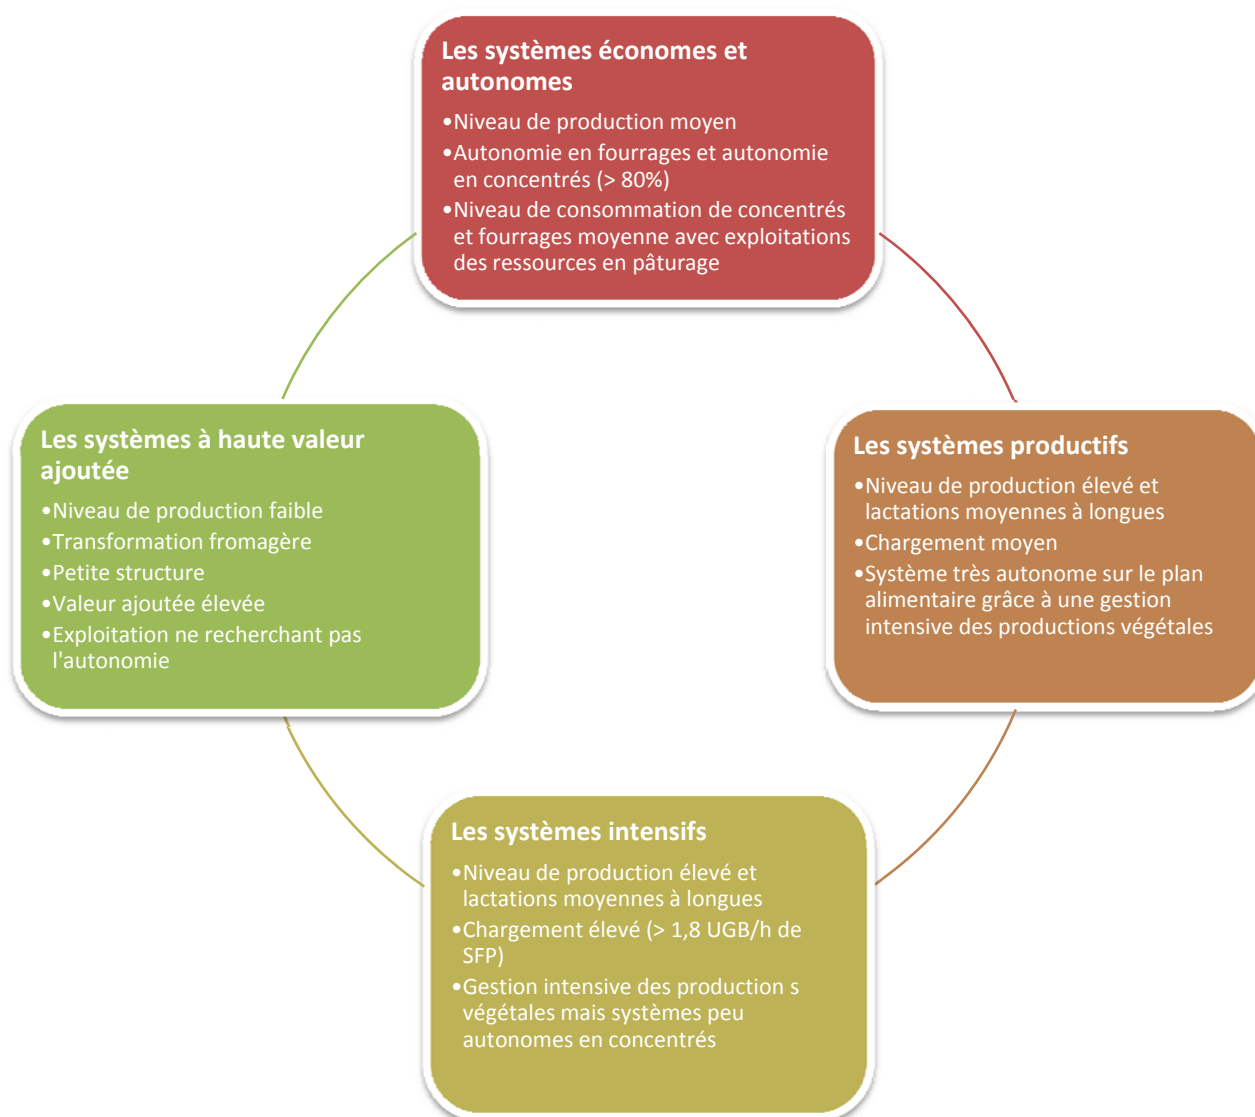 Les systèmes économes et
autonomes
•Niveau de production moyen
•Autonomie en fourrages et autonomie
en concentrés (> 80%)
•Niveau de consommation de concentrés
et fourrages moyenne avec exploitations
des ressources en pâturage
Les systèmes à haute valeur
ajoutée
•Niveau de production faible
•Transformation fromagère
•Petite structure
•Valeur ajoutée élevée
•Exploitation ne recherchant pas
l'autonomie
Les systèmes productifs
•Niveau de production élevé et
lactations moyennes à longues
•Chargement moyen
•Système très autonome sur le plan
alimentaire grâce à une gestion
intensive des productions végétales
Les systèmes intensifs
•Niveau de production élevé et
lactations moyennes à longues
•Chargement élevé (> 1,8 UGB/h de
SFP)
•Gestion intensive des production s
végétales mais systèmes peu
autonomes en concentrés